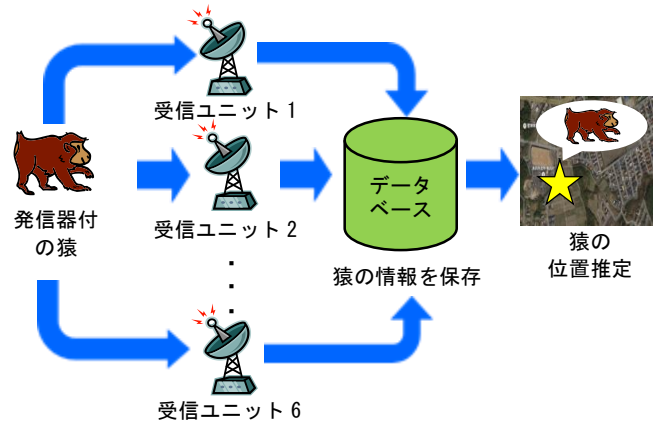 受信ユニット 1
発信器付
の猿
受信ユニット 2
・
・
・
受信ユニット 6
データ
ベース
猿の情報を保存
猿の
位置推定